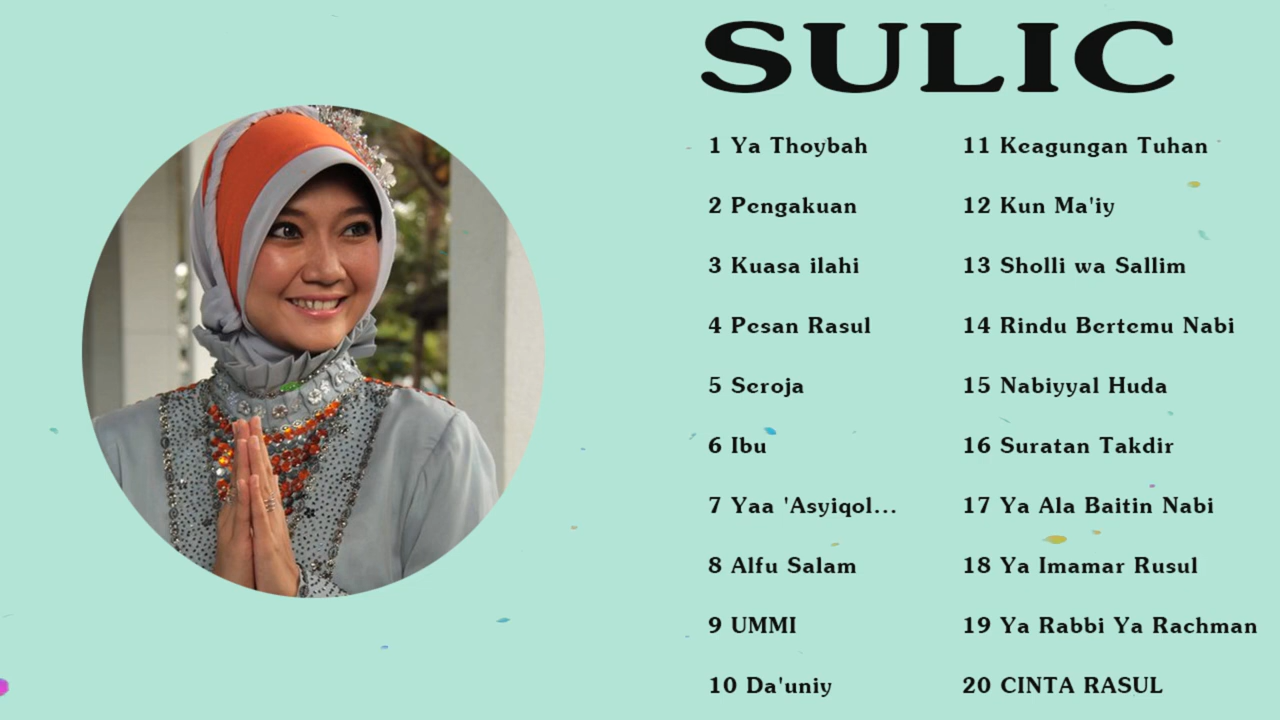 SULIC
1 Ya Thoybah
2 Pengakuan
3 Kuasa ilahi
4 Pesan Rasul
5 Seroja
6 Ibu
7 Yaa 'Asyiqol...
8 Alfu Salam
9 UMMI
10 Da'uniy
11 Keagungan Tuhan
12 Kun Ma'iy
13 Sholli wa Sallim
14 Rindu Bertemu Nabi
15 Nabiyyal Huda
16 Suratan Takdir
17 Ya Ala Baitin Nabi
18 Ya Imamar Rusul
19 Ya Rabbi Ya Rachman
20 CINTA RASUL